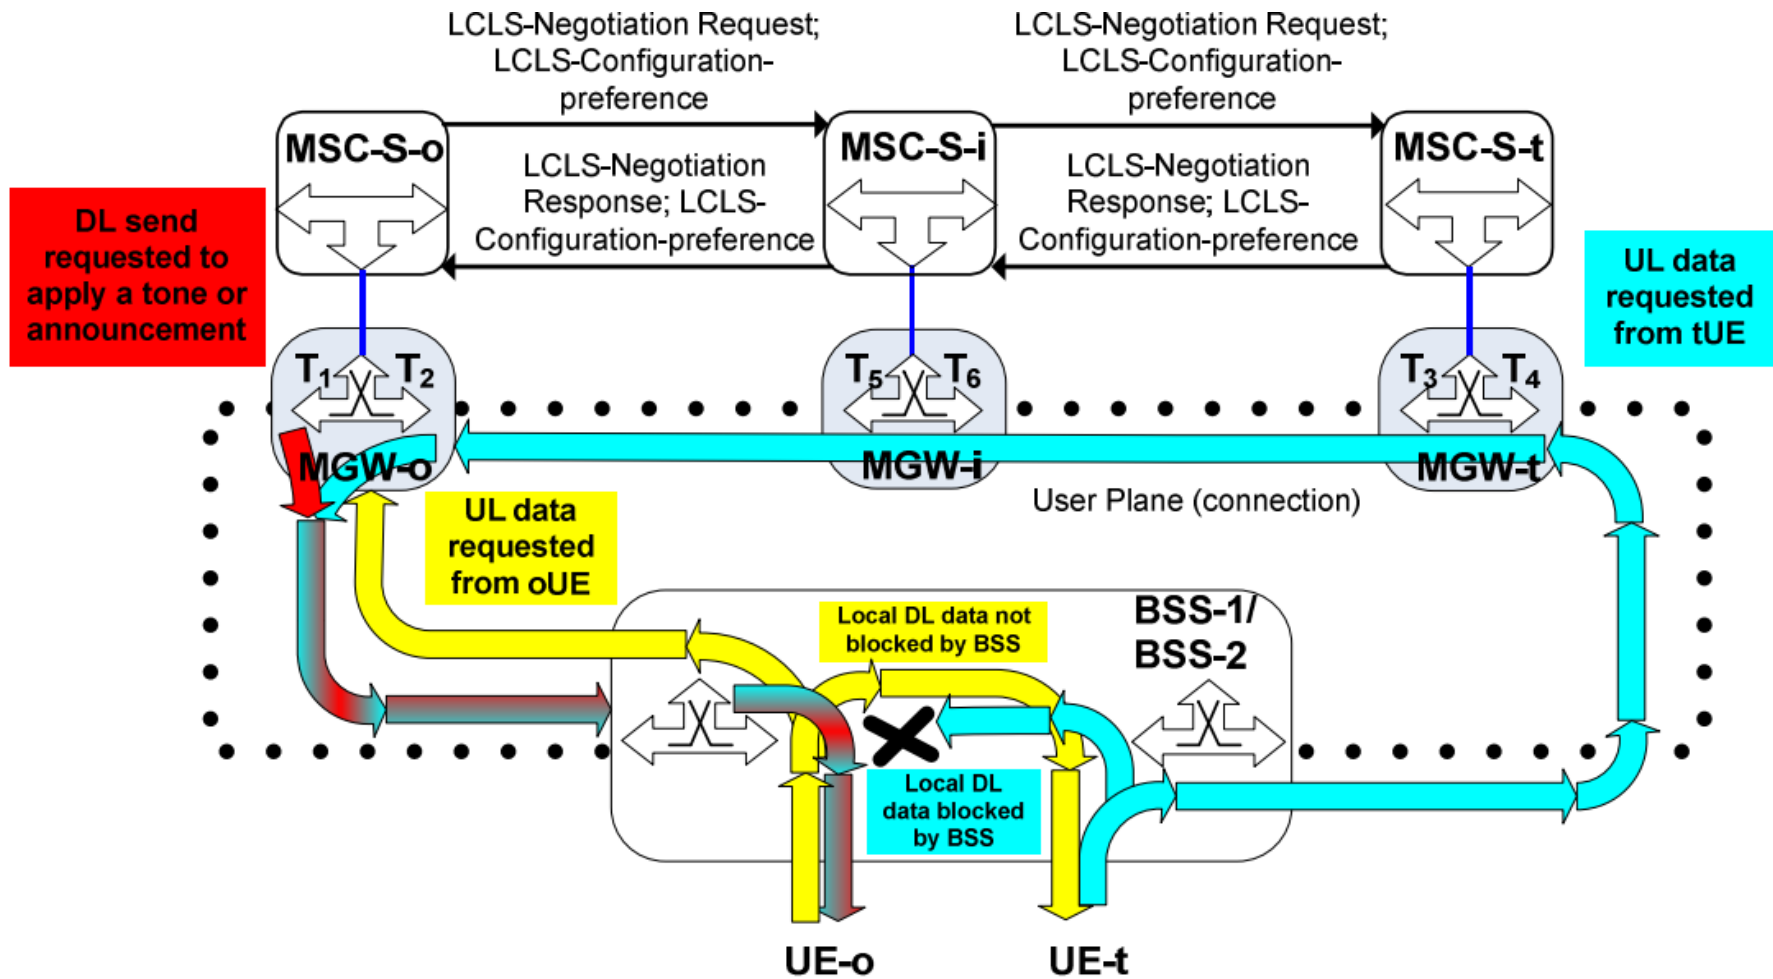 LCLS-Negotiation Request;
LCLS-Configuration-
preference
LCLS-Negotiation Request;
LCLS-Configuration-
preference
MSC-S-o
MSC-S-i
MSC-S-t
LCLS-Negotiation
Response; LCLS-
Configuration-preference
LCLS-Negotiation
Response; LCLS-
Configuration-preference
DL send
requested to
apply a tone or
announcement
UL data
requested
from tUE
T1 T2
T5 T6
T3 T4
MGW-o
MGW-i
MGW-t
User Plane (connection)
UL data
requested
from oUE
Local DL data not
blocked by BSS
BSS-1/
BSS-2
Local DL
data blocked
by BSS
UE-o
UE-t